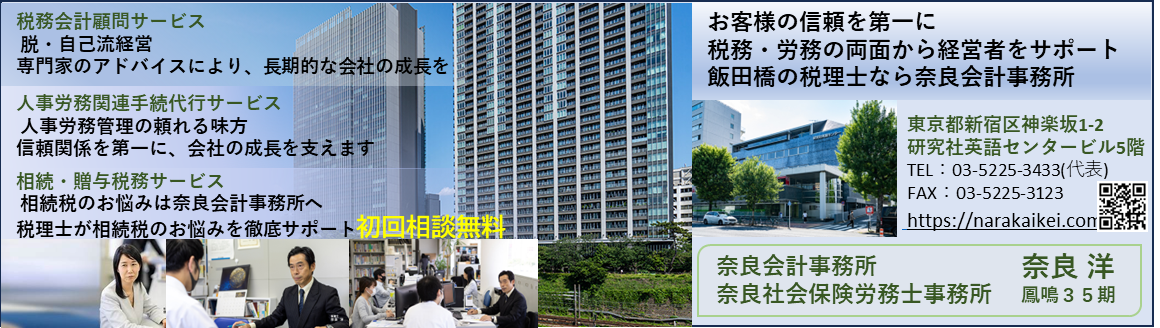 税務会計顧問サービス
脱・自己流経営
専門家のアドバイスにより、長期的な会社の成長を
人事労務関連手続代行サービス
人事労務管理の頼れる味方
信頼関係を第一に、会社の成長を支えます
相続・贈与税務サービス
相続税のお悩みは奈良会計事務所へ
税理士が相続税のお悩みを徹底サポート初回相談無料
お客様の信頼を第一に
税務・労務の両面から経営者をサポート
飯田橋の税理士なら奈良会計事務所
東京都新宿区神楽坂1-2
研究社英語センタービル5階
TEL：03-5225-3433(代表)
FAX：03-5225-3123
https://narakaikei.com
奈良会計事務所
奈良社会保険労務士事務所
奈良 洋
鳳鳴３５期